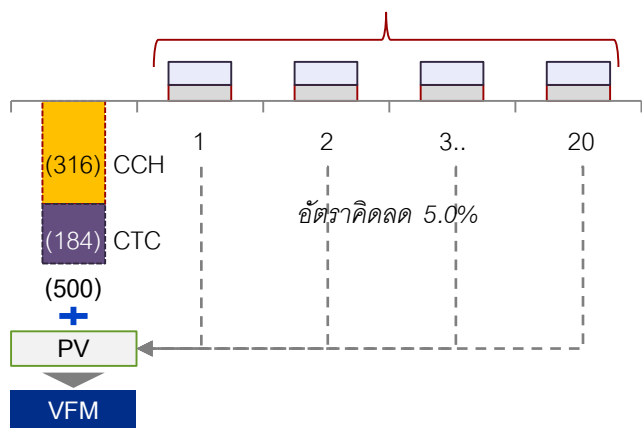 1 2 3.. 20
(316) CCH
อัตราคิดลด 5.0%
(184) CTC
(500)
+
PV
VFM